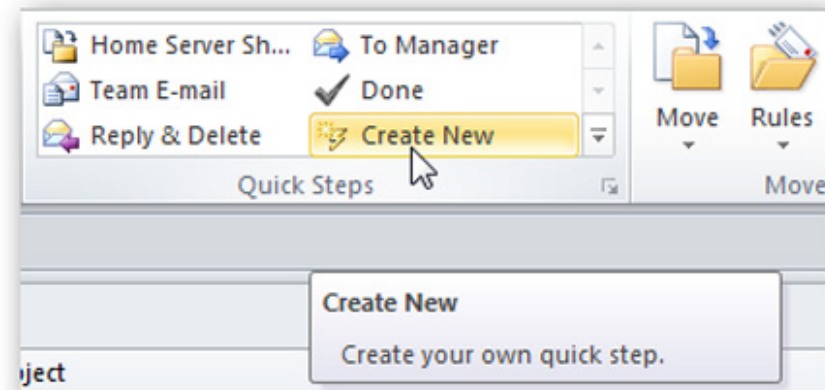 Home Server Sh... To Manager
Team E-mail Done
Reply & Delete Create New
Move Rules
Quick Steps Move
Create New
Create your own quick step.
ject